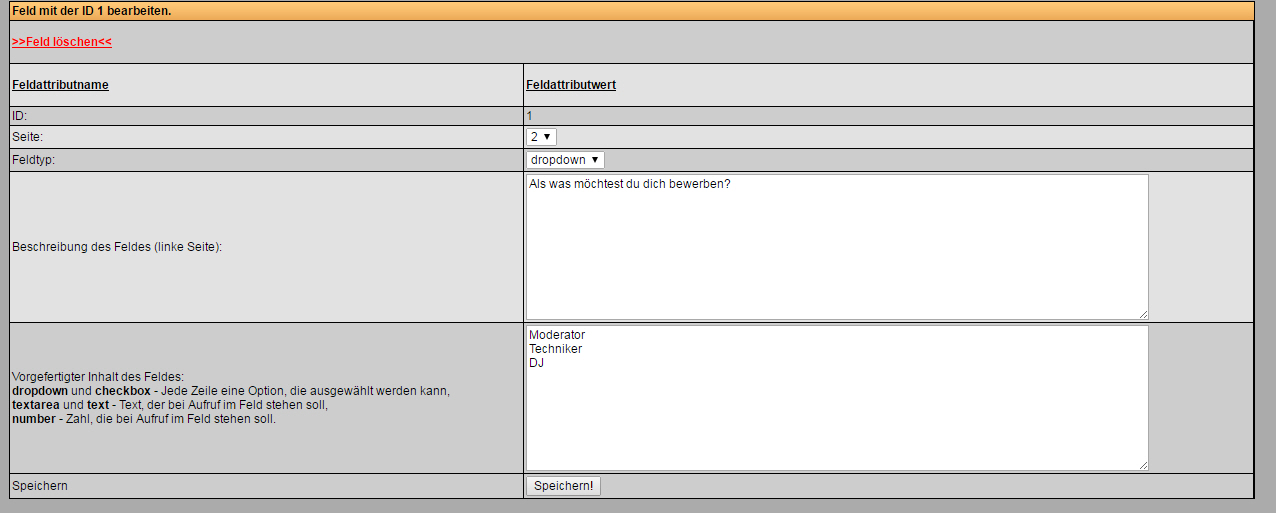 Feld mit der ID 1 bearbeiten.
>>Feld löschen<<
Feldattributname
Feldattributwert
ID:
1
Seite:
2
Feldtyp:
dropdown
Beschreibung des Feldes (linke Seite):
Als was möchtest du dich bewerben?
Vorgefertigter Inhalt des Feldes:
dropdown und checkbox - Jede Zeile eine Option, die ausgewählt werden kann,
textarea und text - Text, der bei Aufruf im Feld stehen soll,
number - Zahl, die bei Aufruf im Feld stehen soll.
Moderator
Techniker
DJ
Speichern
Speichern!